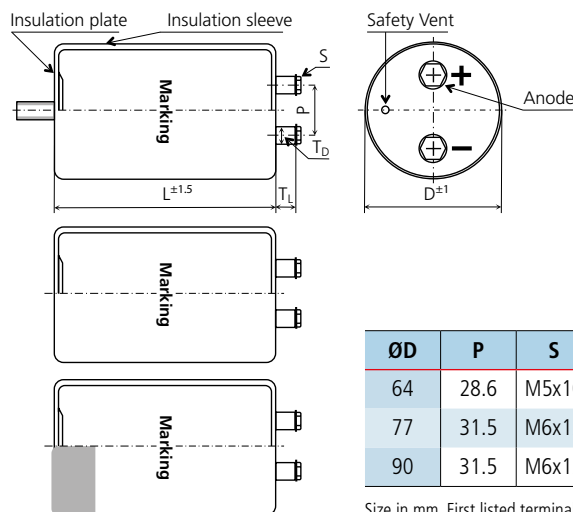 Insulation plate
Insulation sleeve
Safety Vent
S
P
Marking
+
Anode
T_D
−
L±1.5
T_L
D±1
Marking
Marking
ØD P S
64 28.6 M5x1
77 31.5 M6x1
90 31.5 M6x1
Size in mm. First listed termina